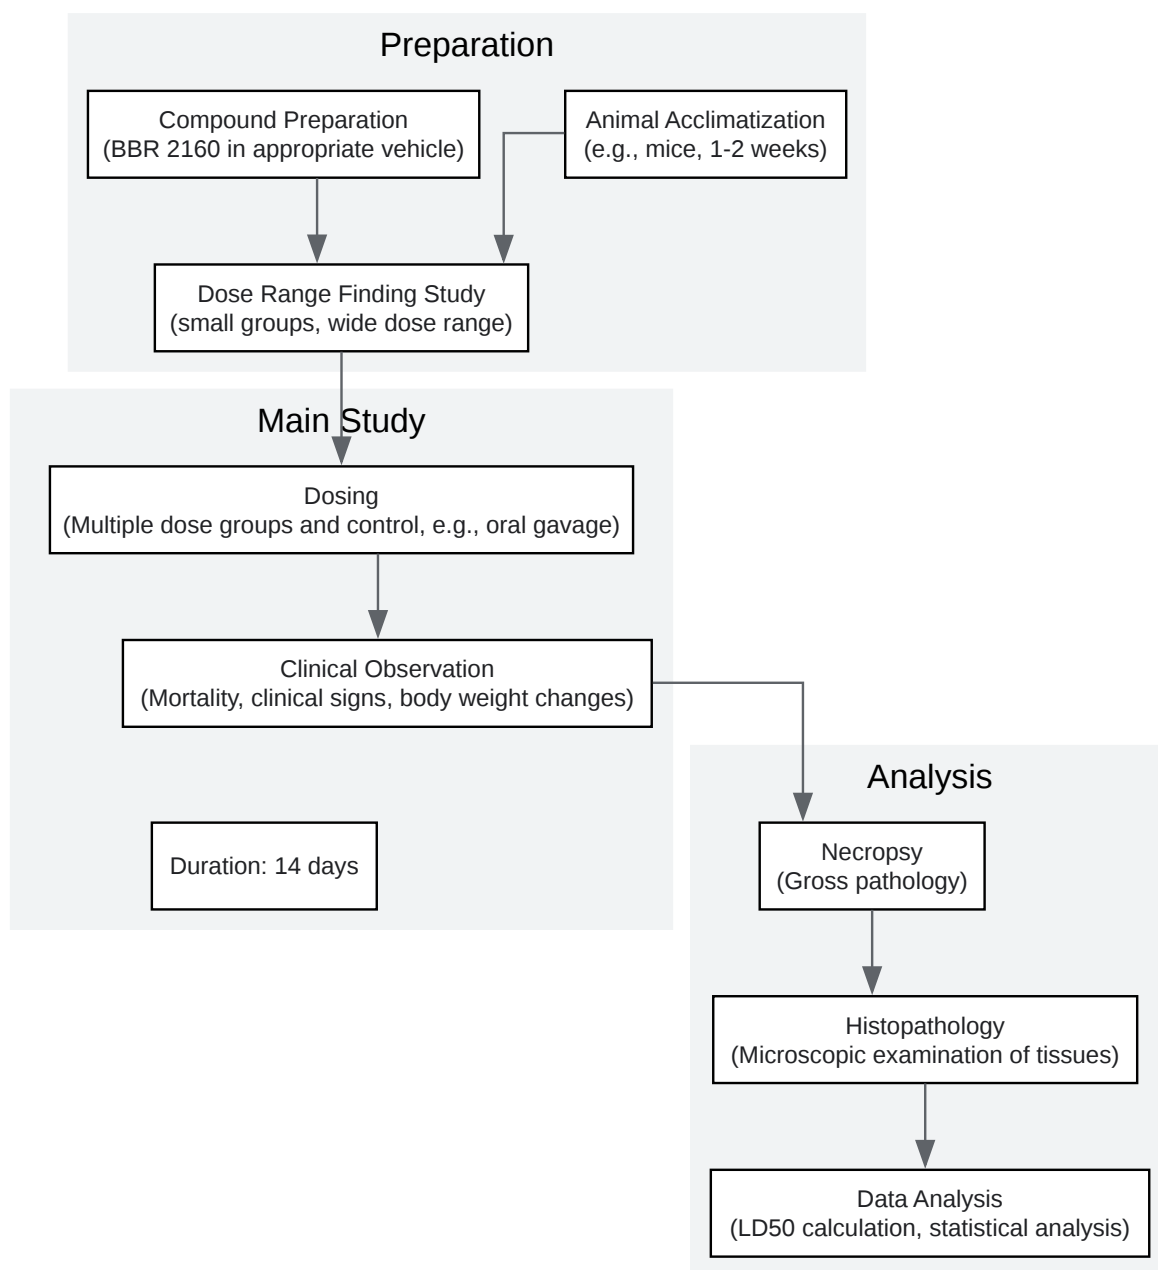 Preparation
Compound Preparation
(BBR 2160 in appropriate vehicle)
Animal Acclimatization
(e.g., mice, 1-2 weeks)
Dose Range Finding Study
(small groups, wide dose range)
Main Study
Dosing
(Multiple dose groups and control, e.g., oral gavage)
Clinical Observation
(Mortality, clinical signs, body weight changes)
Duration: 14 days
Analysis
Necropsy
(Gross pathology)
Histopathology
(Microscopic examination of tissues)
Data Analysis
(LD50 calculation, statistical analysis)